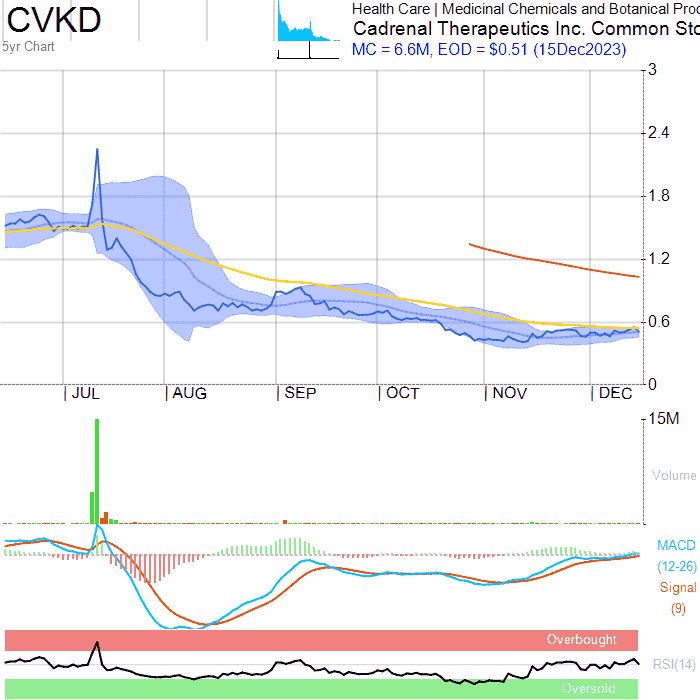 CVKD
5yr Chart
Health Care | Medicinal Chemicals and Botanical Proc
Cadrenal Therapeutics Inc. Common Sto
MC = 6.6M, EOD = $0.51 (15Dec2023)
3
2.4
1.8
1.2
0.6
0
JUL AUG SEP OCT NOV DEC
15M
Volume
MACD
(12-26)
Signal
(9)
Overbought
RSI(14)
Oversold